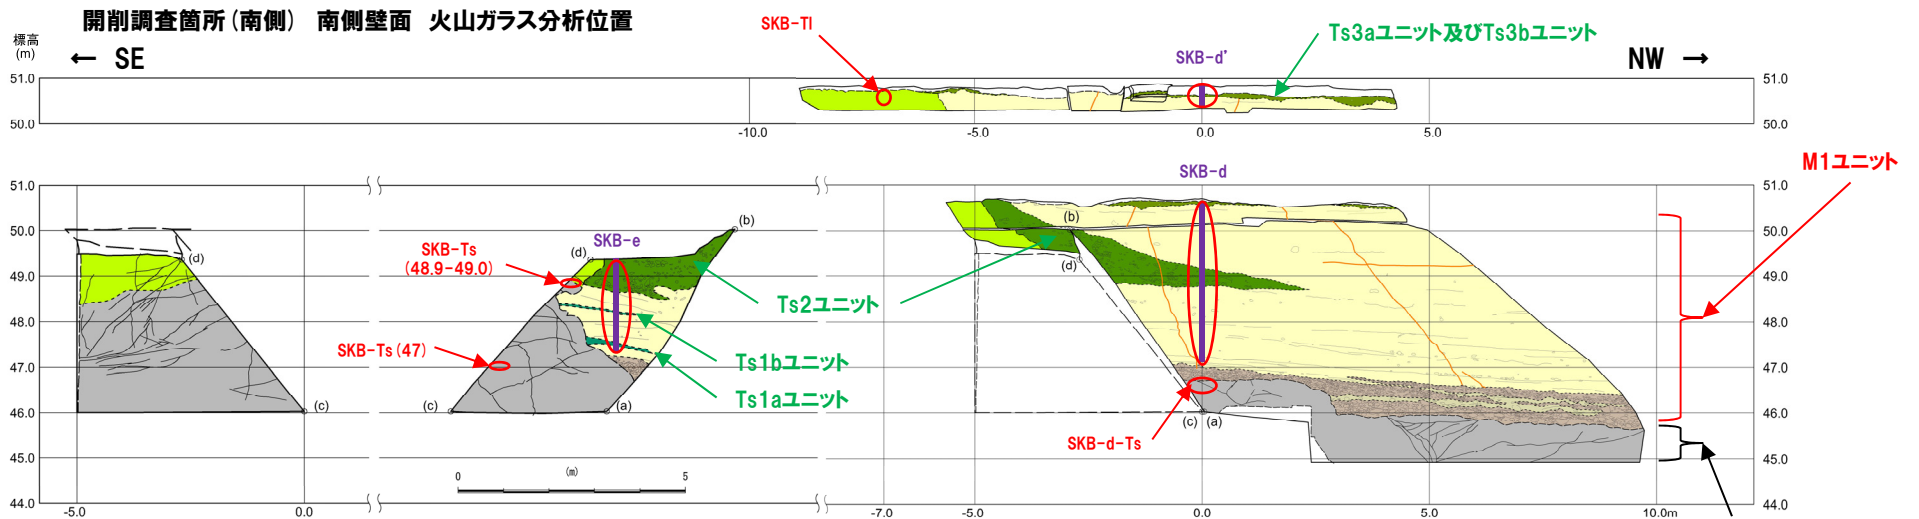 開削調査箇所(南側) 南側壁面 火山ガラス分析位置
標高
(m)
← SE
NW →
SKB-Tl
SKB-d'
Ts3aユニット及びTs3bユニット
51.0
51.0
50.0
50.0
-10.0
-5.0
0.0
5.0
M1ユニット
SKB-d
51.0
50.0
49.0
48.0
47.0
46.0
45.0
44.0
(d)
(c)
-5.0
0.0
SKB-e
(b)
(d)
SKB-Ts
(48.9-49.0)
SKB-Ts(47)
(c)
(a)
Ts2ユニット
Ts1bユニット
Ts1aユニット
(m)
0
5
(b)
(d)
(c)
(a)
SKB-d-Ts
51.0
50.0
49.0
48.0
47.0
46.0
45.0
44.0
-7.0
-5.0
0.0
5.0
10.0m